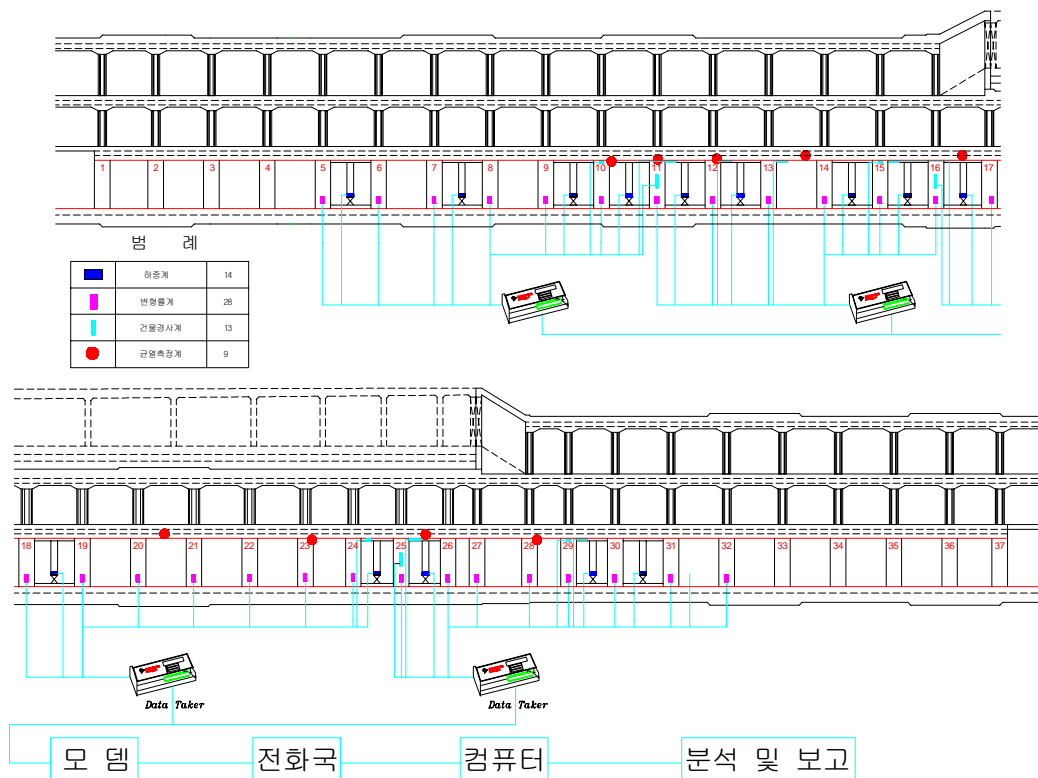 1 2 3 4 5 6 7 8 9 10 11 12 13 14 15 16 17
범 례
하중계 14
변형률계 28
건물경사계 13
균열측정계 9
18 19 20 21 22 23 24 25 26 27 28 29 30 31 32 33 34 35 36 37
Data Taker Data Taker
모 뎀 전화국 컴퓨터 분석 및 보고